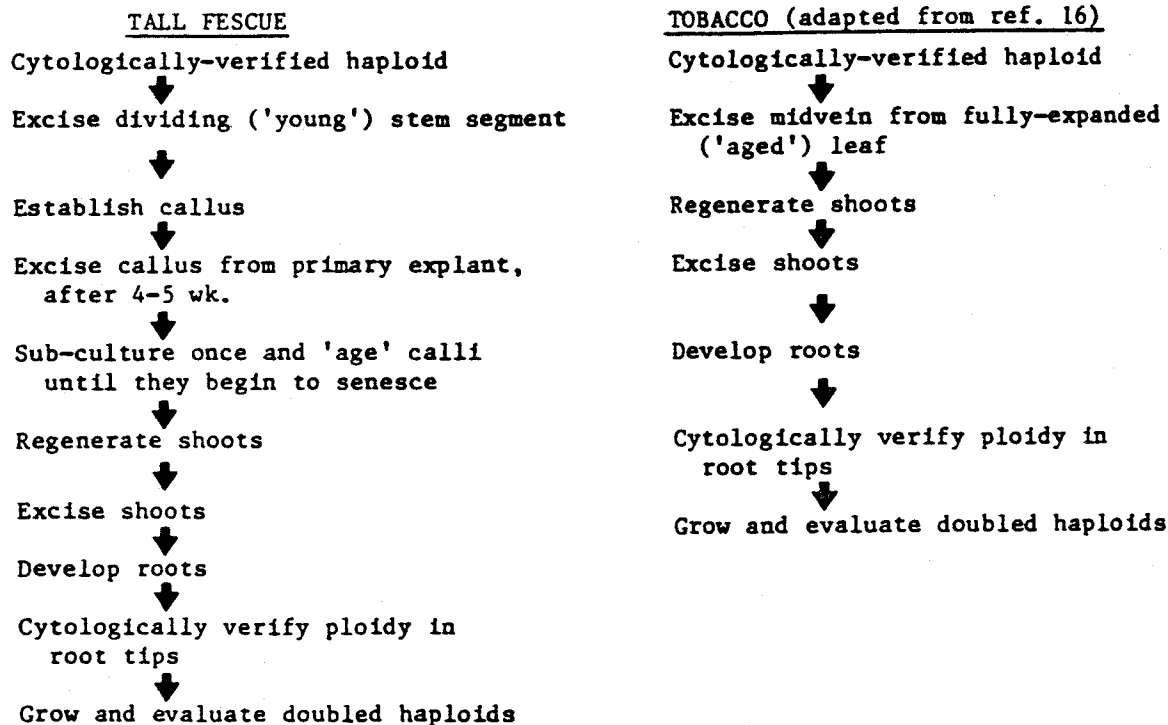 TALL FESCUE
Cytologically-verified haploid
Excise dividing ('young') stem segment
Establish callus
Excise callus from primary explant,
after 4-5 wk.
Sub-culture once and 'age' calli
until they begin to senesce
Regenerate shoots
Excise shoots
Develop roots
Cytologically verify ploidy in
root tips
Grow and evaluate doubled haploids
TOBACCO (adapted from ref. 16)
Cytologically-verified haploid
Excise midvein from fully-expanded
('aged') leaf
Regenerate shoots
Excise shoots
Develop roots
Cytologically verify ploidy in
root tips
Grow and evaluate doubled haploids